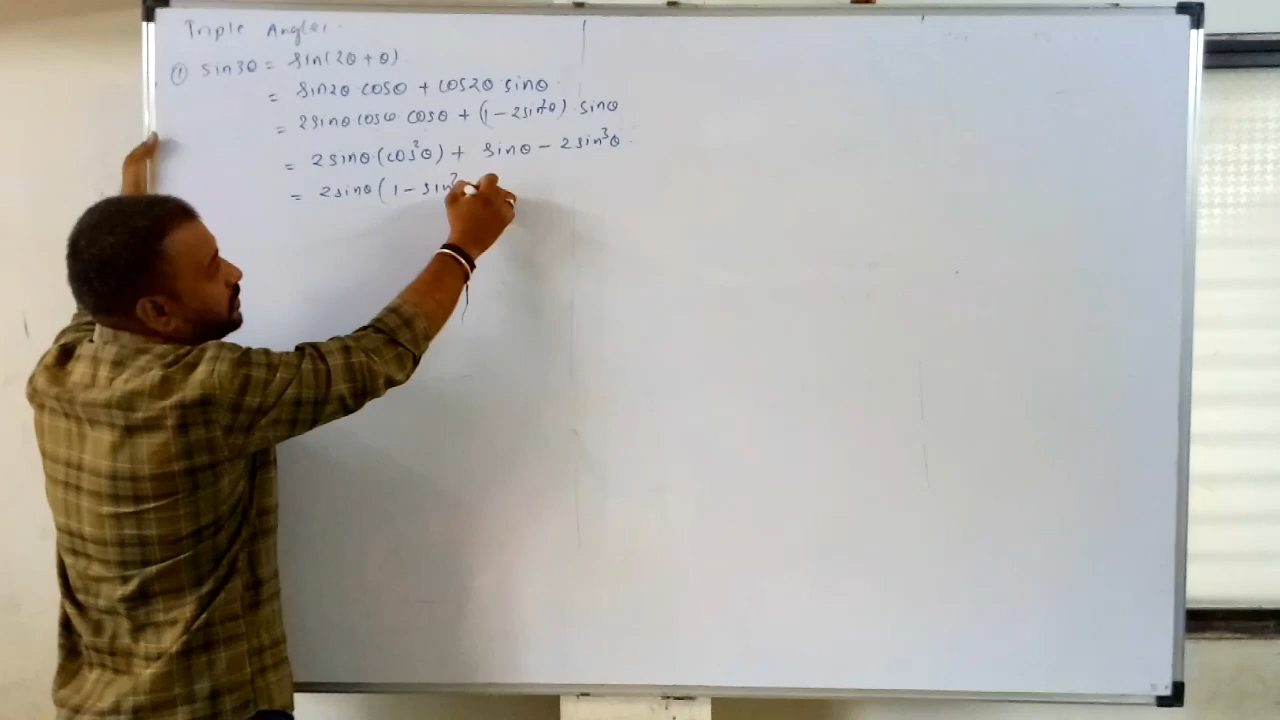 Triple Angles.
① sin3θ = sin(2θ + θ)
= sin2θ cosθ + cos2θ sinθ
= 2sinθ cosθ cosθ + (1 - 2sin²θ) sinθ
= 2sinθ (cos²θ) + sinθ - 2sin³θ.
= 2sinθ (1 - sin²